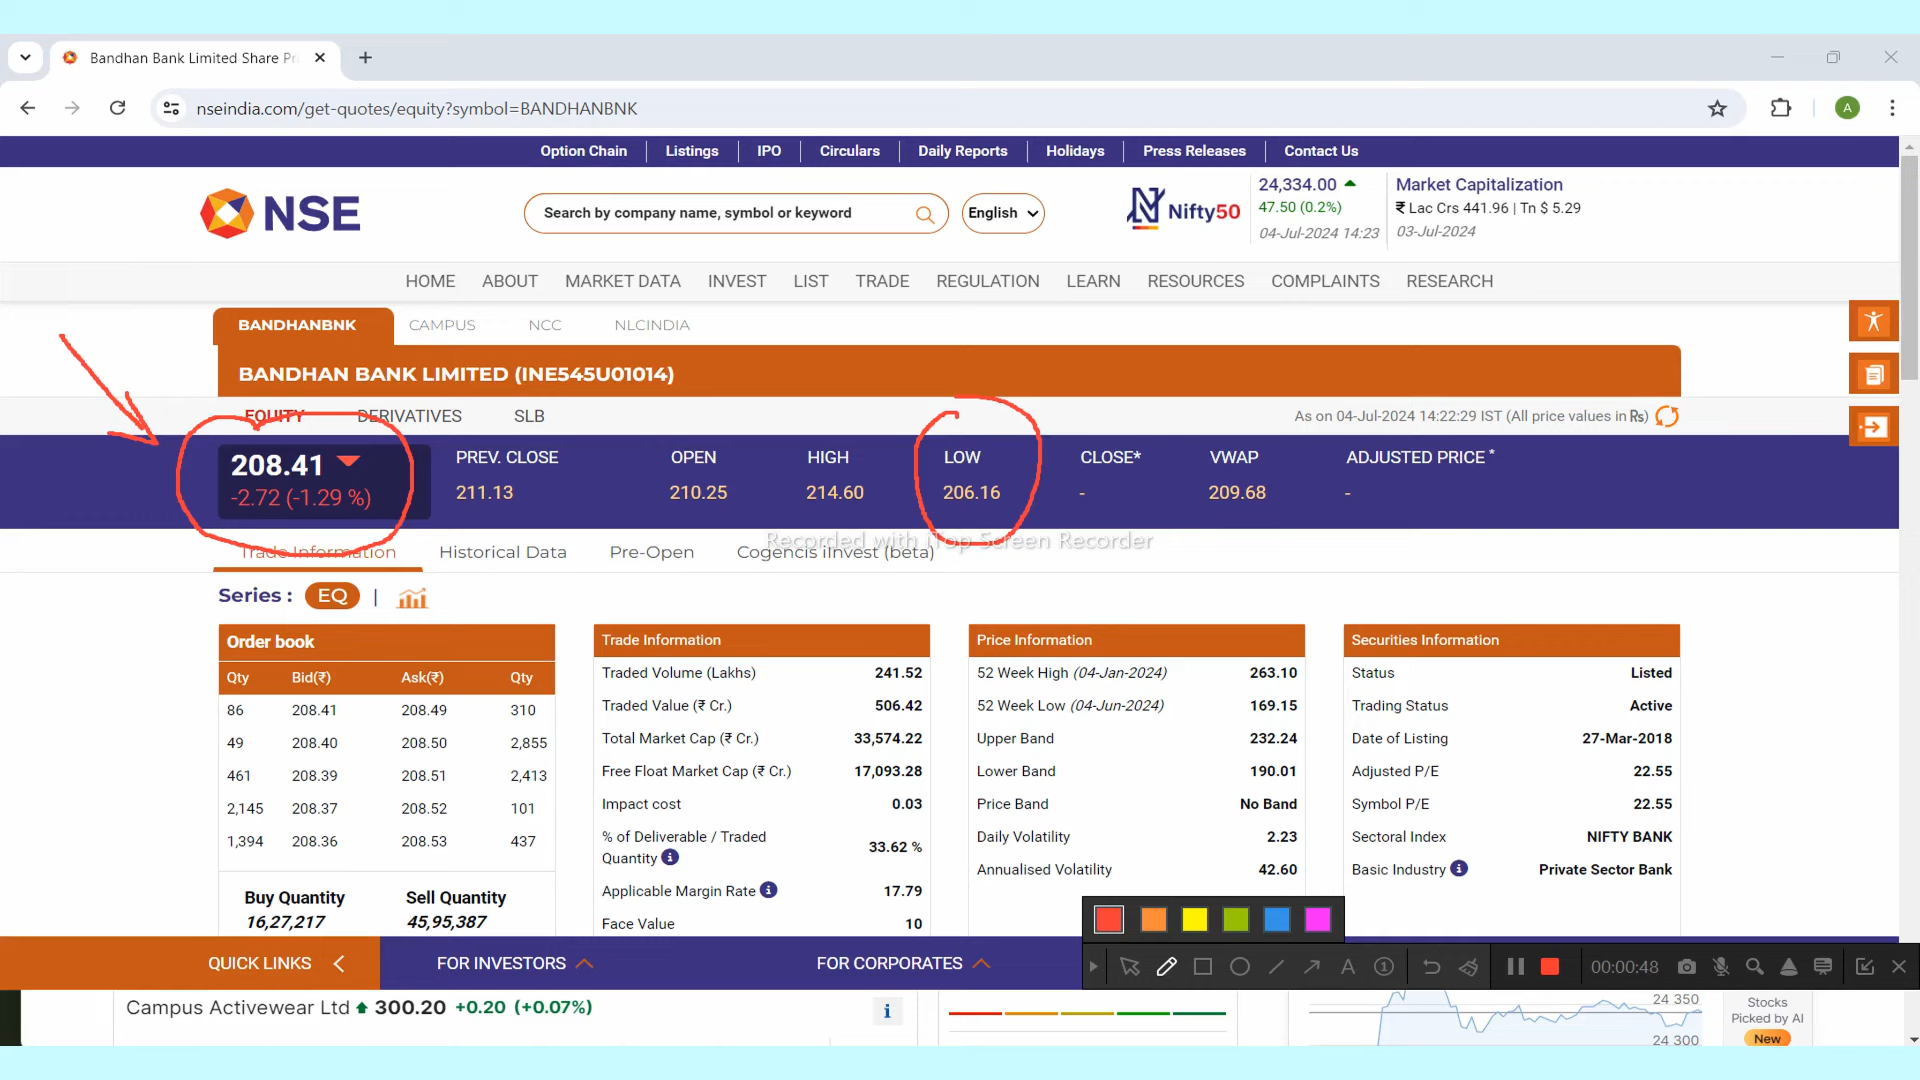 Bandhan Bank Limited Share Pr
nseindia.com/get-quotes/equity?symbol=BANDHANBNK
A
Option Chain
Listings
IPO
Circulars
Daily Reports
Holidays
Press Releases
Contact Us
NSE
Search by company name, symbol or keyword
English
Nifty50
24,334.00
47.50 (0.2%)
04-Jul-2024 14:23
Market Capitalization
₹ Lac Crs 441.96 | Tn $ 5.29
03-Jul-2024
HOME ABOUT MARKET DATA INVEST LIST TRADE REGULATION LEARN RESOURCES COMPLAINTS RESEARCH
BANDHANBNK CAMPUS NCC NLCINDIA
BANDHAN BANK LIMITED (INE545U01014)
EQUITY DERIVATIVES SLB
As on 04-Jul-2024 14:22:29 IST (All price values in Rs)
208.41
-2.72 (-1.29 %)
PREV. CLOSE OPEN HIGH LOW CLOSE* VWAP ADJUSTED PRICE *
211.13 210.25 214.60 206.16 - 209.68 -
Recorded with iTop Screen Recorder
Trade Information Historical Data Pre-Open Cogencis iInvest (beta)
Series : EQ |
Order book
Qty Bid(₹) Ask(₹) Qty
86 208.41 208.49 310
49 208.40 208.50 2,855
461 208.39 208.51 2,413
2,145 208.37 208.52 101
1,394 208.36 208.53 437
Buy Quantity Sell Quantity
16,27,217 45,95,387
Trade Information
Traded Volume (Lakhs) 241.52
Traded Value (₹ Cr.) 506.42
Total Market Cap (₹ Cr.) 33,574.22
Free Float Market Cap (₹ Cr.) 17,093.28
Impact cost 0.03
% of Deliverable / Traded
Quantity 33.62 %
Applicable Margin Rate 17.79
Face Value 10
Price Information
52 Week High (04-Jan-2024) 263.10
52 Week Low (04-Jun-2024) 169.15
Upper Band 232.24
Lower Band 190.01
Price Band No Band
Daily Volatility 2.23
Annualised Volatility 42.60
Securities Information
Status Listed
Trading Status Active
Date of Listing 27-Mar-2018
Adjusted P/E 22.55
Symbol P/E 22.55
Sectoral Index NIFTY BANK
Basic Industry Private Sector Bank
QUICK LINKS FOR INVESTORS FOR CORPORATES
A 1 00:00:48
Campus Activewear Ltd 300.20 +0.20 (+0.07%)
i
24 350
24 300
Stocks
Picked by AI
New